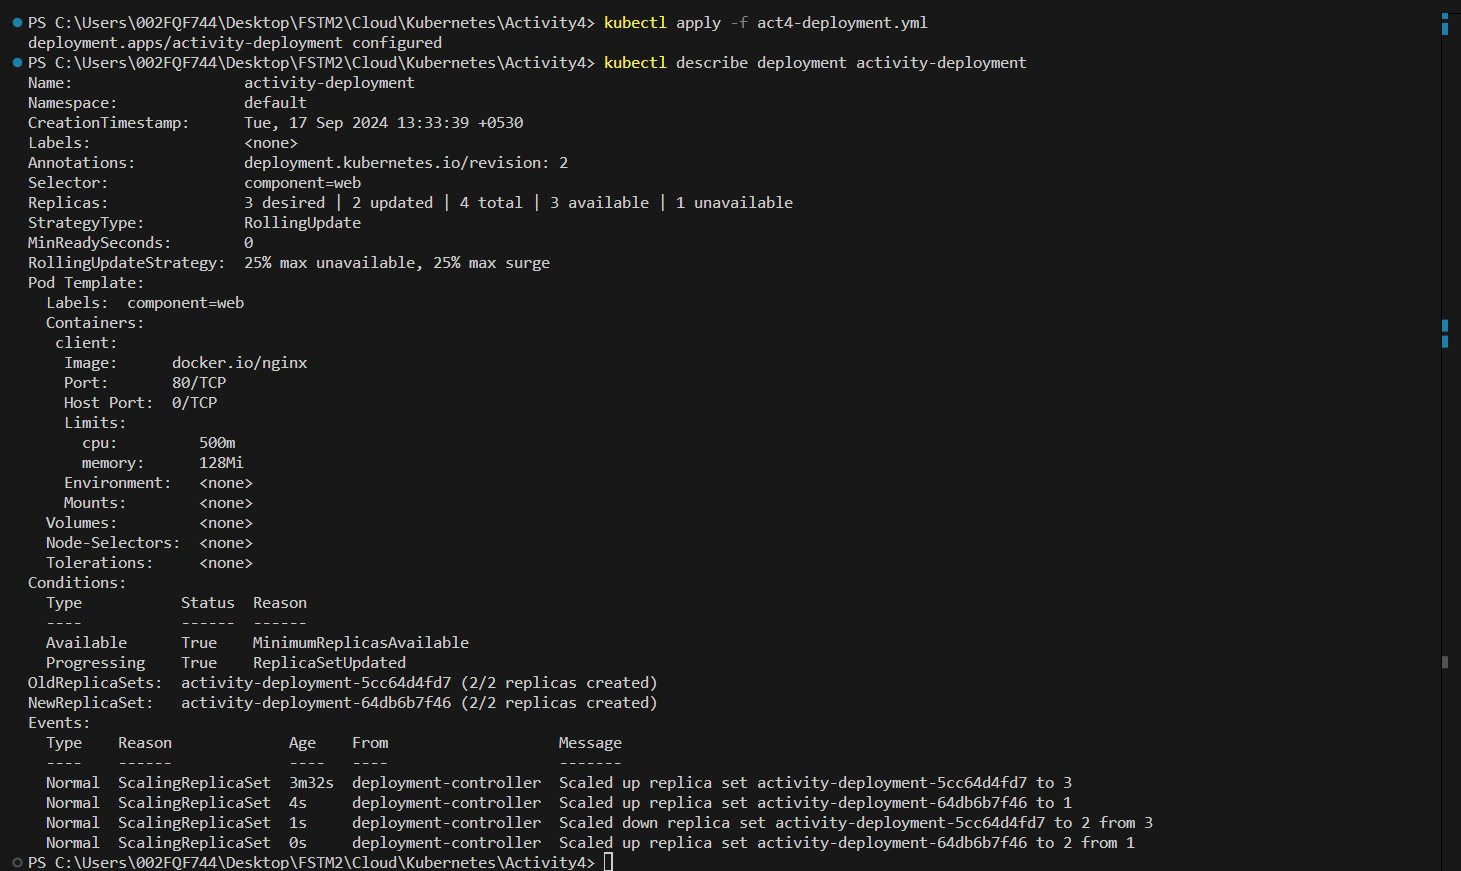 PS C:\Users\002FQF744\Desktop\FSTM2\Cloud\Kubernetes\Activity4> kubectl apply -f act4-deployment.yml
deployment.apps/activity-deployment configured
PS C:\Users\002FQF744\Desktop\FSTM2\Cloud\Kubernetes\Activity4> kubectl describe deployment activity-deployment
Name:                   activity-deployment
Namespace:              default
CreationTimestamp:      Tue, 17 Sep 2024 13:33:39 +0530
Labels:                 <none>
Annotations:            deployment.kubernetes.io/revision: 2
Selector:               component=web
Replicas:               3 desired | 2 updated | 4 total | 3 available | 1 unavailable
StrategyType:           RollingUpdate
MinReadySeconds:        0
RollingUpdateStrategy:  25% max unavailable, 25% max surge
Pod Template:
  Labels:  component=web
  Containers:
   client:
    Image:      docker.io/nginx
    Port:       80/TCP
    Host Port:  0/TCP
    Limits:
      cpu:         500m
      memory:      128Mi
    Environment:   <none>
    Mounts:        <none>
  Volumes:         <none>
  Node-Selectors:  <none>
  Tolerations:     <none>
Conditions:
  Type           Status  Reason
  ----           ------  ------
  Available      True    MinimumReplicasAvailable
  Progressing    True    ReplicaSetUpdated
OldReplicaSets:  activity-deployment-5cc64d4fd7 (2/2 replicas created)
NewReplicaSet:   activity-deployment-64db6b7f46 (2/2 replicas created)
Events:
  Type    Reason             Age    From                   Message
  ----    ------             ----   ----                   -------
  Normal  ScalingReplicaSet  3m32s  deployment-controller  Scaled up replica set activity-deployment-5cc64d4fd7 to 3
  Normal  ScalingReplicaSet  4s     deployment-controller  Scaled up replica set activity-deployment-64db6b7f46 to 1
  Normal  ScalingReplicaSet  1s     deployment-controller  Scaled down replica set activity-deployment-5cc64d4fd7 to 2 from 3
  Normal  ScalingReplicaSet  0s     deployment-controller  Scaled up replica set activity-deployment-64db6b7f46 to 2 from 1
PS C:\Users\002FQF744\Desktop\FSTM2\Cloud\Kubernetes\Activity4>